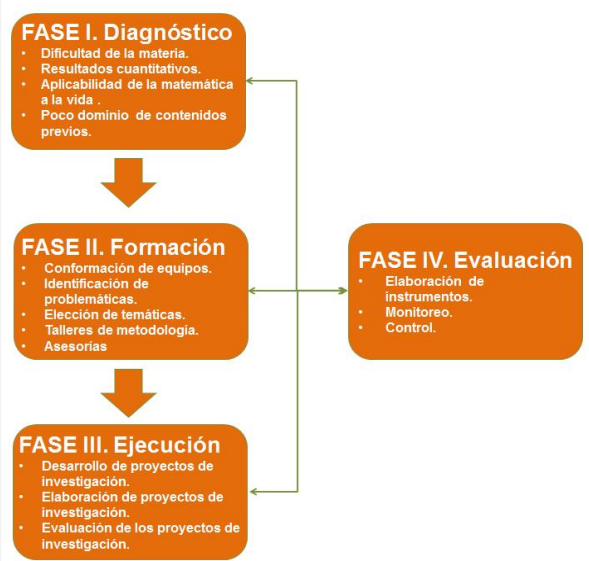 FASE I. Diagnóstico
• Dificultad de la materia.
• Resultados cuantitativos.
• Aplicabilidad de la matemática
a la vida .
• Poco dominio de contenidos
previos.
FASE II. Formación
• Conformación de equipos.
• Identificación de
problemáticas.
• Elección de temáticas.
• Talleres de metodología.
• Asesorías
FASE III. Ejecución
• Desarrollo de proyectos de
investigación.
• Elaboración de proyectos de
investigación.
• Evaluación de los proyectos de
investigación.
FASE IV. Evaluación
• Elaboración de
instrumentos.
• Monitoreo.
• Control.